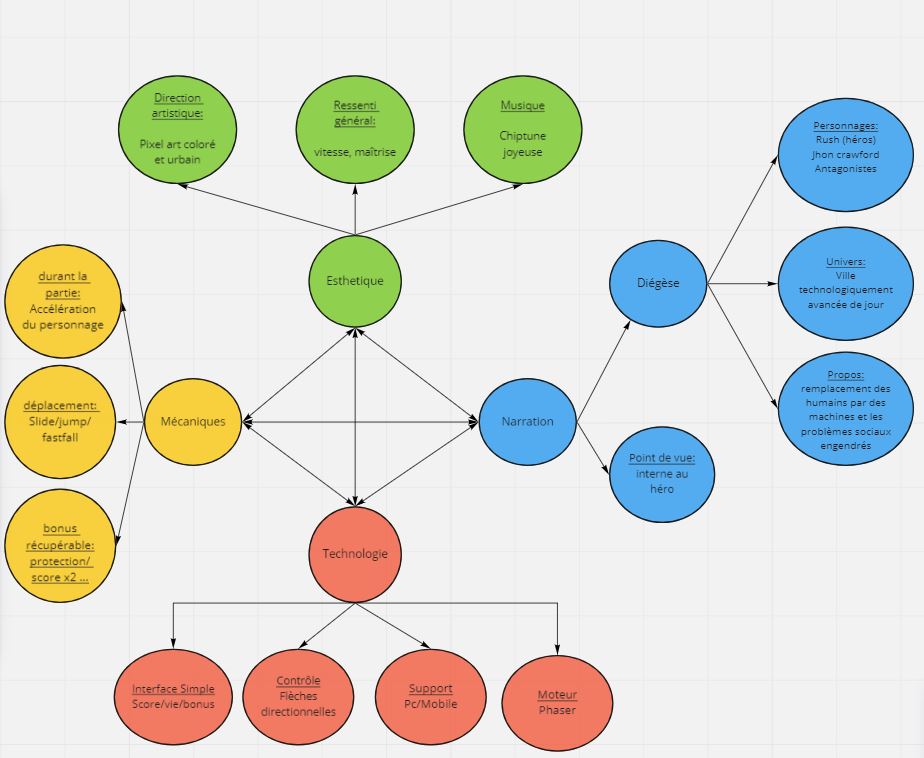 Direction
artistique:
Pixel art coloré
et urbain
Ressenti
général:
vitesse, maîtrise
Musique
Chiptune
joyeuse
Personnages:
Rush (héros)
Jhon crawford
Antagonistes
durant la
partie:
Accélération
du personnage
Esthetique
Diégèse
Univers:
Ville
technologiquement
avancée de jour
déplacement:
Slide/jump/
fastfall
Mécaniques
Narration
Propos:
remplacement des
humains par des
machines et les
problèmes sociaux
engendrés
Point de vue:
interne au
héro
bonus
récupérable:
protection/
score x2 ...
Technologie
Interface Simple
Score/vie/bonus
Contrôle
Flèches
directionnelles
Support
Pc/Mobile
Moteur
Phaser